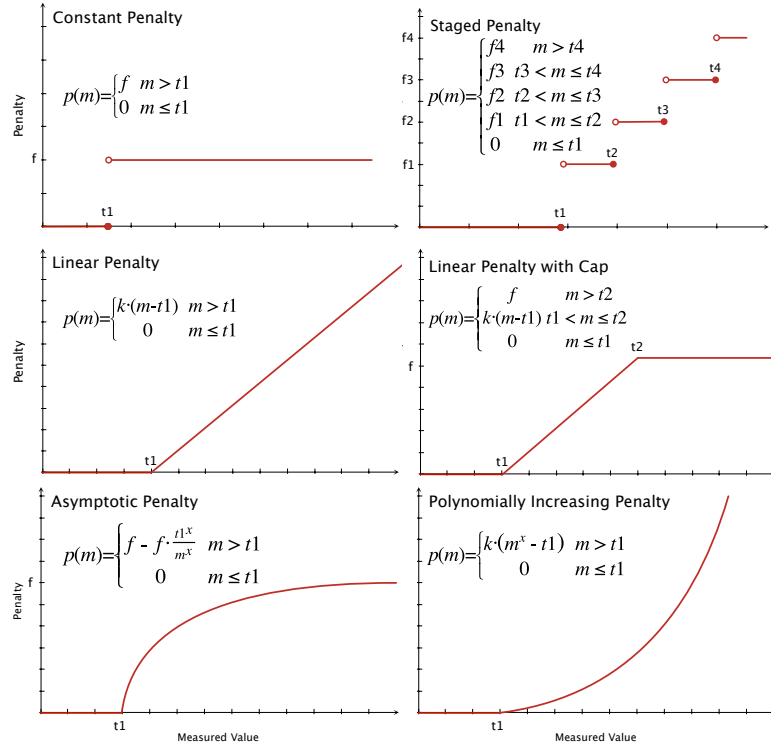 Constant Penalty
p(m)={f m > t1
0 m ≤ t1
Penalty
f
t1
Staged Penalty
p(m)={f4 m > t4
f3 t3 < m ≤ t4
f2 t2 < m ≤ t3
f1 t1 < m ≤ t2
0 m ≤ t1
f4
f3
f2
f1
t1
t2
t3
t4
Linear Penalty
p(m)={k·(m-t1) m > t1
0 m ≤ t1
Penalty
t1
Linear Penalty with Cap
p(m)={f m > t2
k·(m-t1) t1 < m ≤ t2
0 m ≤ t1
f
t1
t2
Asymptotic Penalty
p(m)={f − f·t1^x/m^x m > t1
0 m ≤ t1
Penalty
f
t1
Measured Value
Polynomially Increasing Penalty
p(m)={k·(m^x - t1) m > t1
0 m ≤ t1
t1
Measured Value